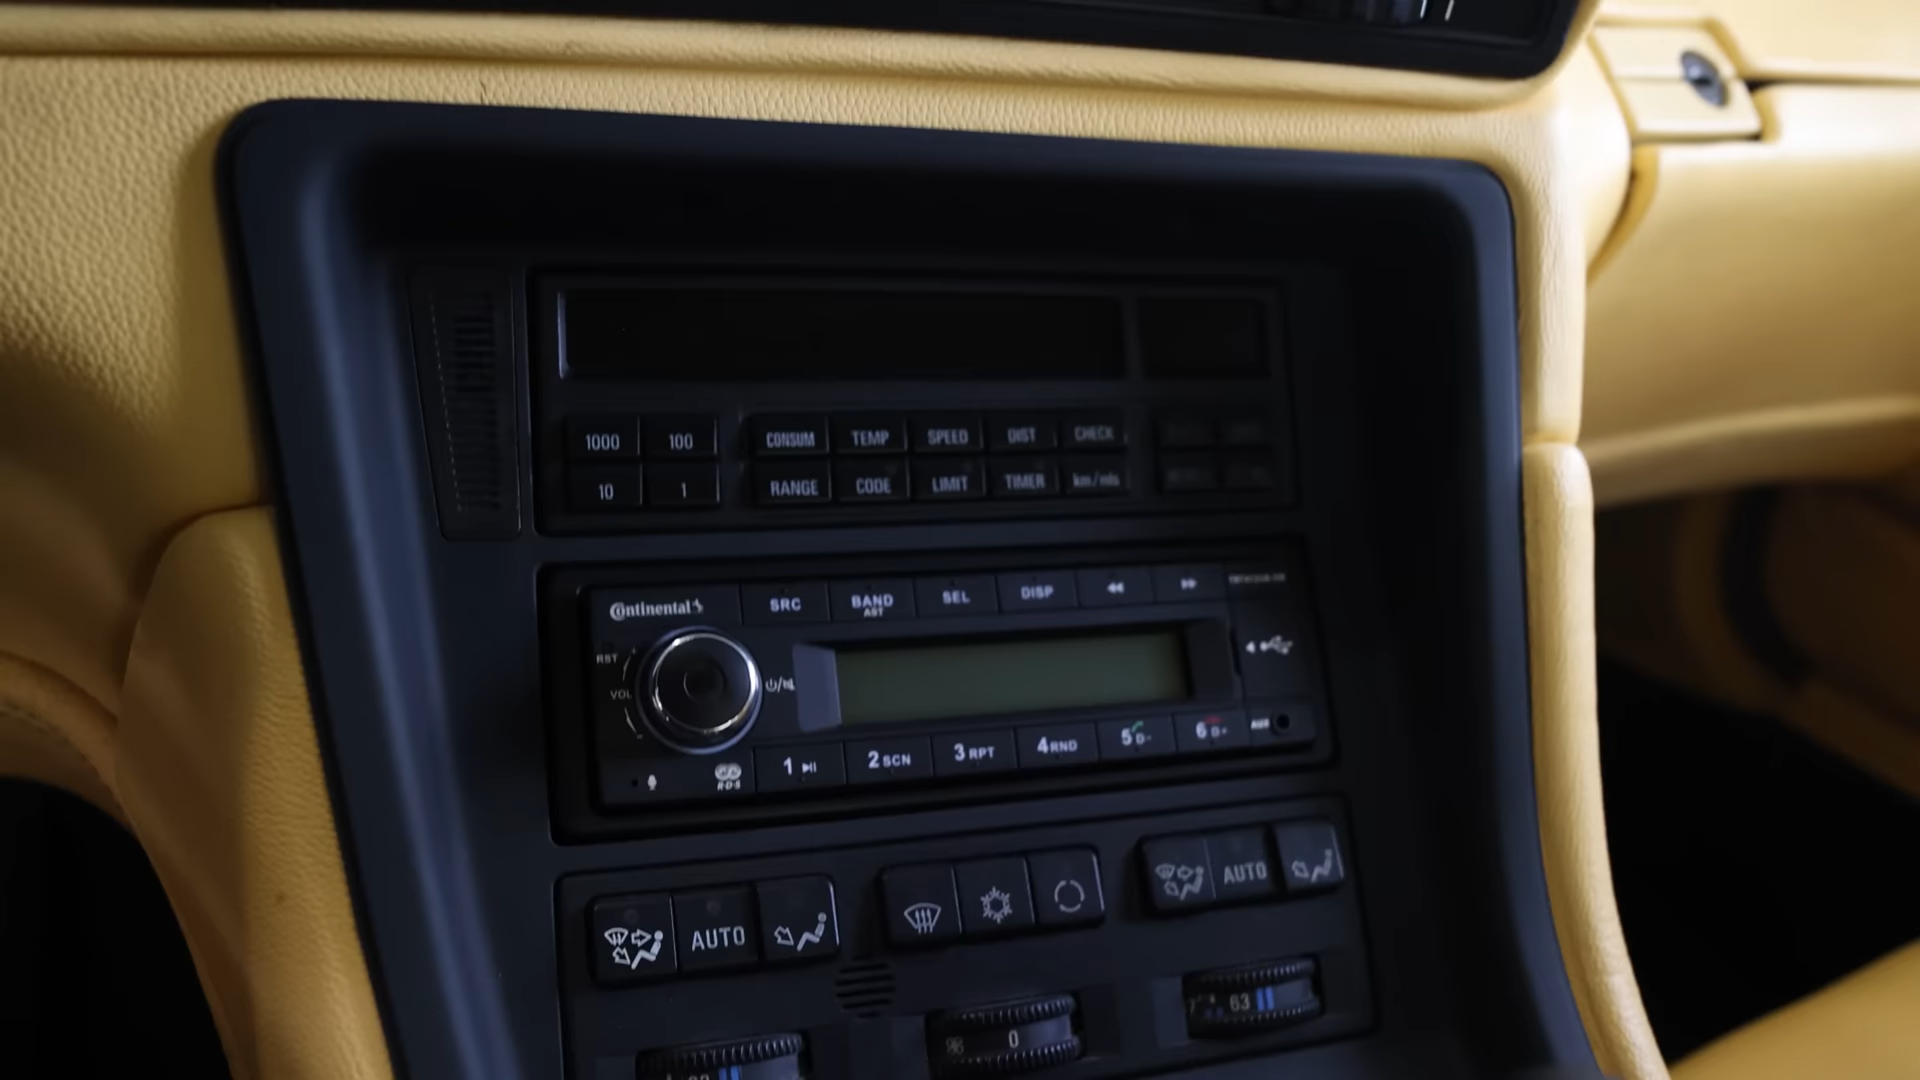 1000 100 CONSUM TEMP SPEED DIST CHECK
10 1 RANGE CODE LIMIT TIMER km/mls
Continental SRC BAND SEL DISP
AST
RST
VOL
1 2 SCN 3 RPT 4 RND 5 D- 6 D+ AUX
R·D·S
AUTO AUTO
63
0